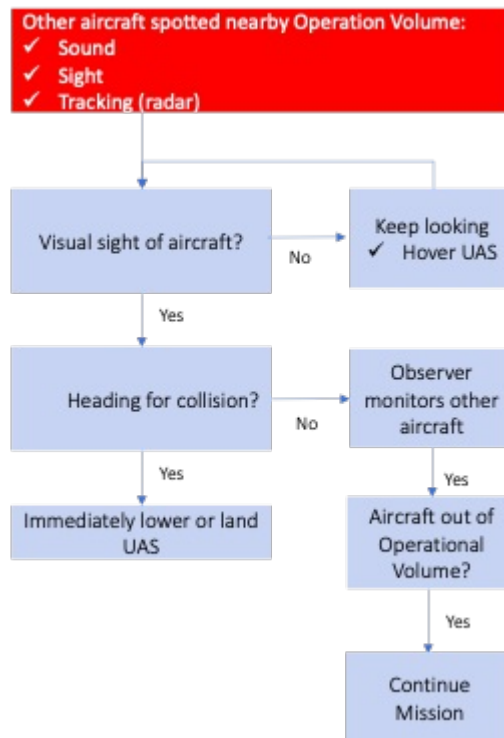 Other aircraft spotted nearby Operation Volume:
✓ Sound
✓ Sight
✓ Tracking (radar)
Visual sight of aircraft?
No
Keep looking
✓ Hover UAS
Yes
Heading for collision?
No
Observer
monitors other
aircraft
Yes
Yes
Immediately lower or land
UAS
Aircraft out of
Operational
Volume?
Yes
Continue
Mission